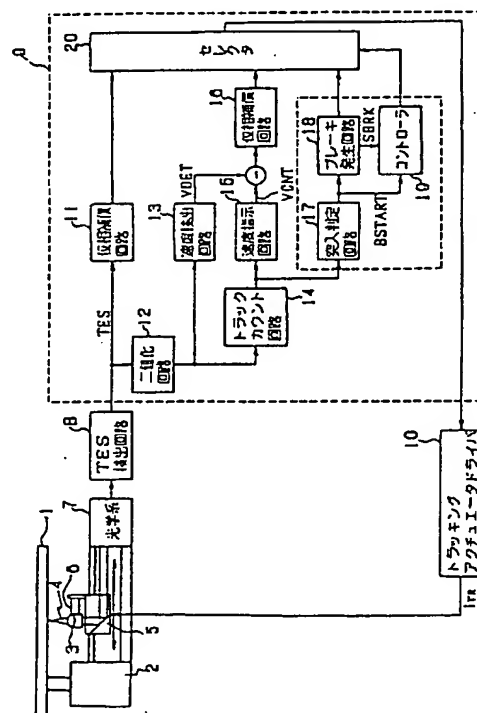 1
2
3
4
6
5
7
光学系
8
TES
検出回路
TES
9
11
位相補償
回路
12
二値化
回路
13
速度検出
回路
VDET
14
トラック
カウント
回路
15
速度指示
回路
VCNT
16
位相補償
回路
17
突入判定
回路
BSTART
18
ブレーキ
発生回路
SBRK
19
コントローラ
20
セレクタ
10
トラッキング
アクチュエータドライバ
ITR